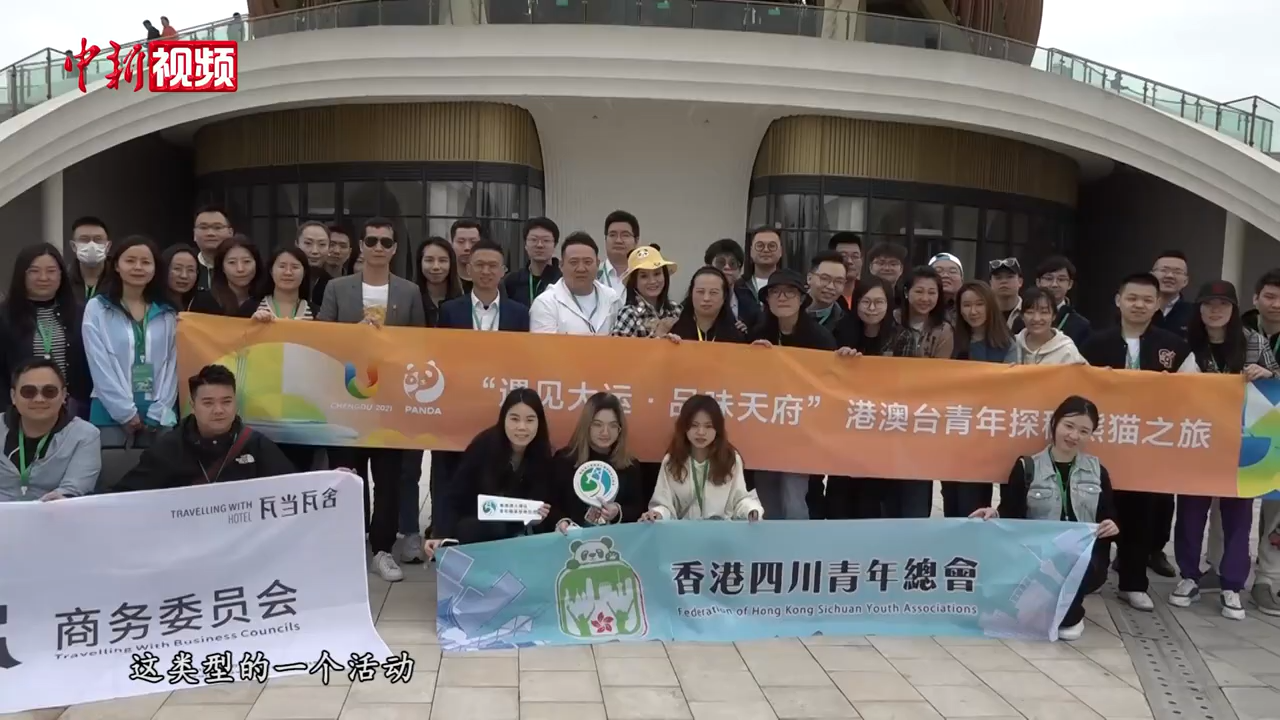 中新视频
CHENGDU 2021
PANDA
“遇见大运·品味天府” 港澳台青年探秘熊猫之旅
TRAVELLING WITH
HOTEL
月当月舍
商务委员会
Travelling With Business Councils
香港四川青年總會
Federation of Hong Kong Sichuan Youth Associations
这类型的一个活动